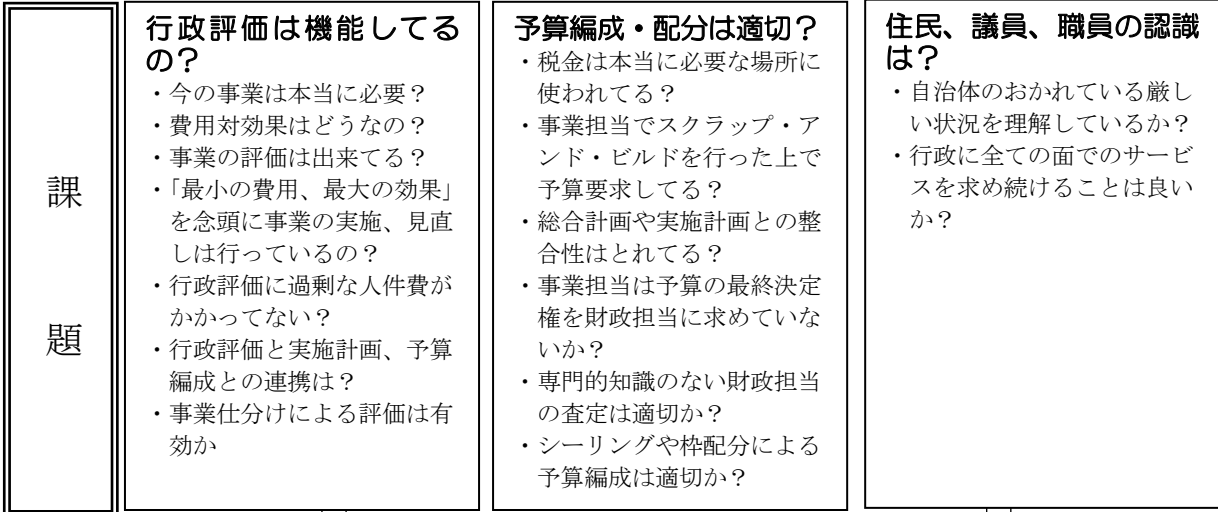 課
題
行政評価は機能してる
の？
・今の事業は本当に必要？
・費用対効果はどうなの？
・事業の評価は出来てる？
・「最小の費用、最大の効果」
を念頭に事業の実施、見直
しは行っているの？
・行政評価に過剰な人件費が
かかってない？
・行政評価と実施計画、予算
編成との連携は？
・事業仕分けによる評価は有
効か
予算編成・配分は適切？
・税金は本当に必要な場所に
使われてる？
・事業担当でスクラップ・ア
ンド・ビルドを行った上で
予算要求してる？
・総合計画や実施計画との整
合性はとれてる？
・事業担当は予算の最終決定
権を財政担当に求めていな
いか？
・専門的知識のない財政担当
の査定は適切か？
・シーリングや枠配分による
予算編成は適切か？
住民、議員、職員の認識
は？
・自治体のおかれている厳し
い状況を理解しているか？
・行政に全ての面でのサービ
スを求め続けることは良い
か？